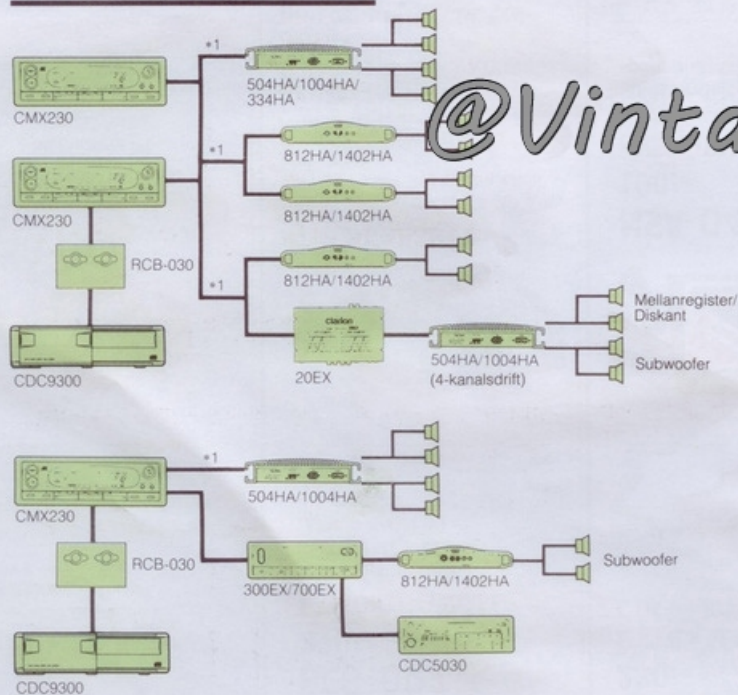 *1
504HA/1004HA/
334HA
CMX230
@Vinta
*1
812HA/1402HA
CMX230
812HA/1402HA
RCB-030
*1
812HA/1402HA
CDC9300
clarion
20EX
504HA/1004HA
(4-kanalsdrift)
Mellanregister/
Diskant
Subwoofer
*1
504HA/1004HA
CMX230
RCB-030
300EX/700EX
812HA/1402HA
Subwoofer
CDC5030
CDC9300